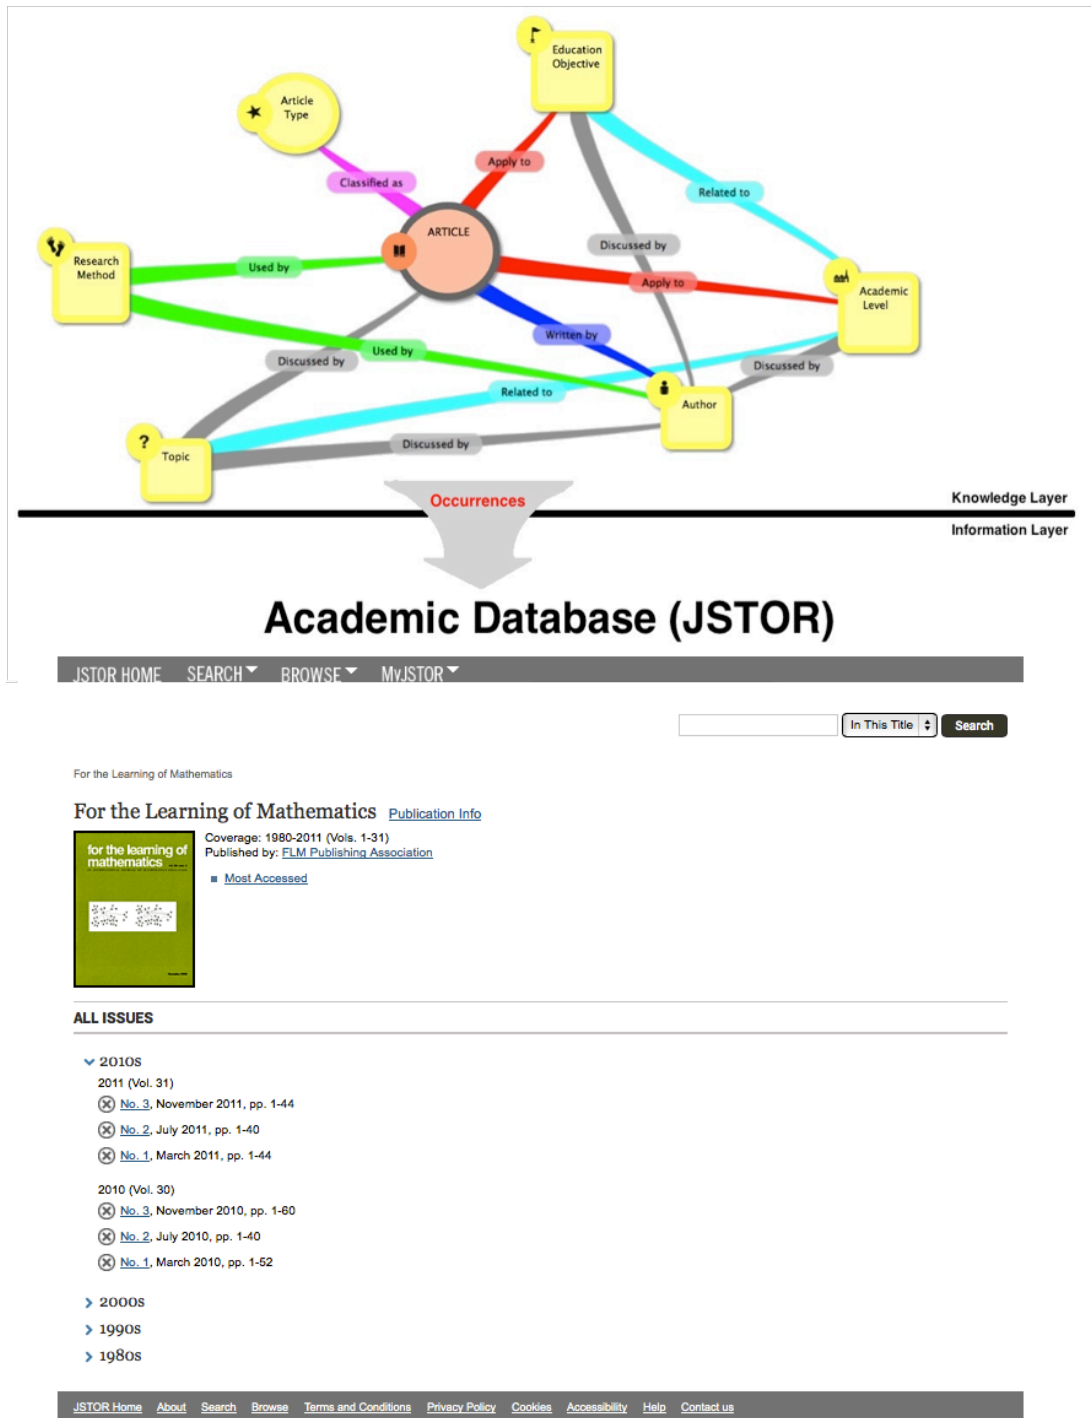 Education
Objective
Article
Type
Apply to
Classified as
Related to
ARTICLE
Discussed by
Research
Method
Used by
Apply to
Academic
Level
Written by
Discussed by
Used by
Discussed by
Related to
Author
Discussed by
?
Topic
Occurrences
Knowledge Layer
Information Layer
Academic Database (JSTOR)
JSTOR HOME SEARCH BROWSE MyJSTOR
In This Title Search
For the Learning of Mathematics
For the Learning of Mathematics Publication Info
for the learning of
mathematics
Coverage: 1980-2011 (Vols. 1-31)
Published by: FLM Publishing Association
Most Accessed
ALL ISSUES
2010s
2011 (Vol. 31)
No. 3, November 2011, pp. 1-44
No. 2, July 2011, pp. 1-40
No. 1, March 2011, pp. 1-44
2010 (Vol. 30)
No. 3, November 2010, pp. 1-60
No. 2, July 2010, pp. 1-40
No. 1, March 2010, pp. 1-52
2000s
1990s
1980s
JSTOR Home About Search Browse Terms and Conditions Privacy Policy Cookies Accessibility Help Contact us